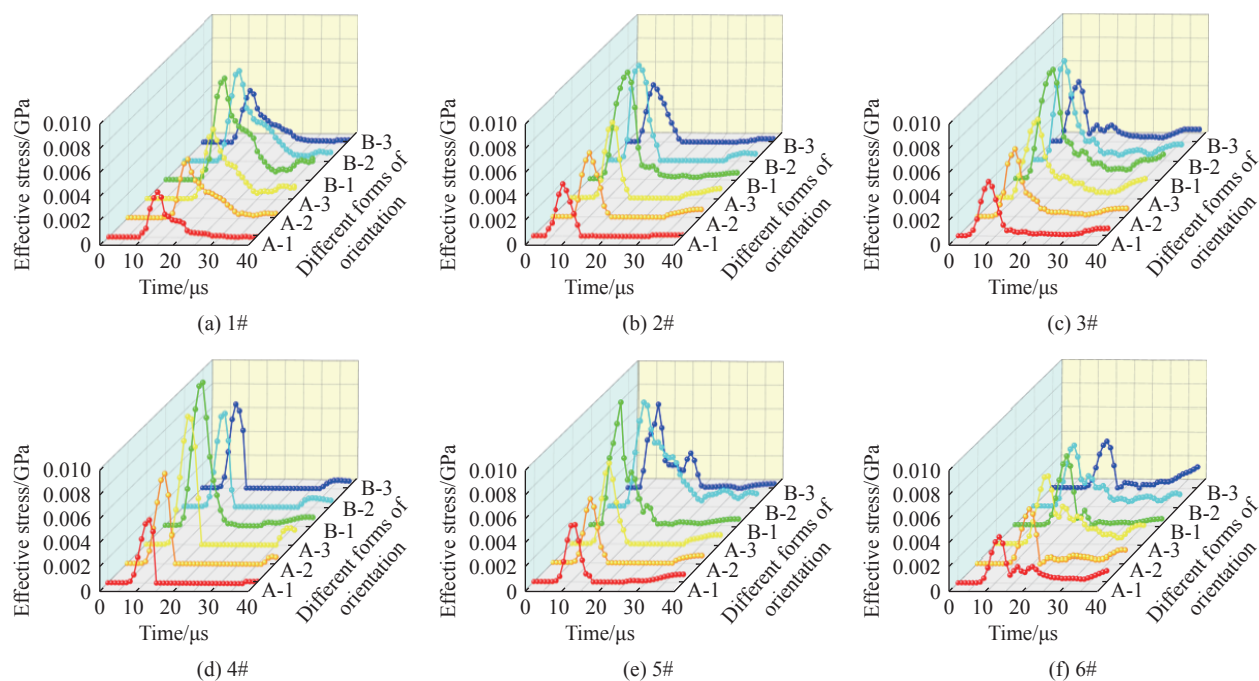 Effective stress/GPa
0.010
0.008
0.006
0.004
0.002
0
0 10 20 30 40
Time/μs
A-1
A-2
A-3
B-1
B-2
B-3
Different forms of
orientation
(a) 1#
Effective stress/GPa
0.010
0.008
0.006
0.004
0.002
0
0 10 20 30 40
Time/μs
A-1
A-2
A-3
B-1
B-2
B-3
Different forms of
orientation
(b) 2#
Effective stress/GPa
0.010
0.008
0.006
0.004
0.002
0
0 10 20 30 40
Time/μs
A-1
A-2
A-3
B-1
B-2
B-3
Different forms of
orientation
(c) 3#
Effective stress/GPa
0.010
0.008
0.006
0.004
0.002
0
0 10 20 30 40
Time/μs
A-1
A-2
A-3
B-1
B-2
B-3
Different forms of
orientation
(d) 4#
Effective stress/GPa
0.010
0.008
0.006
0.004
0.002
0
0 10 20 30 40
Time/μs
A-1
A-2
A-3
B-1
B-2
B-3
Different forms of
orientation
(e) 5#
Effective stress/GPa
0.010
0.008
0.006
0.004
0.002
0
0 10 20 30 40
Time/μs
A-1
A-2
A-3
B-1
B-2
B-3
Different forms of
orientation
(f) 6#